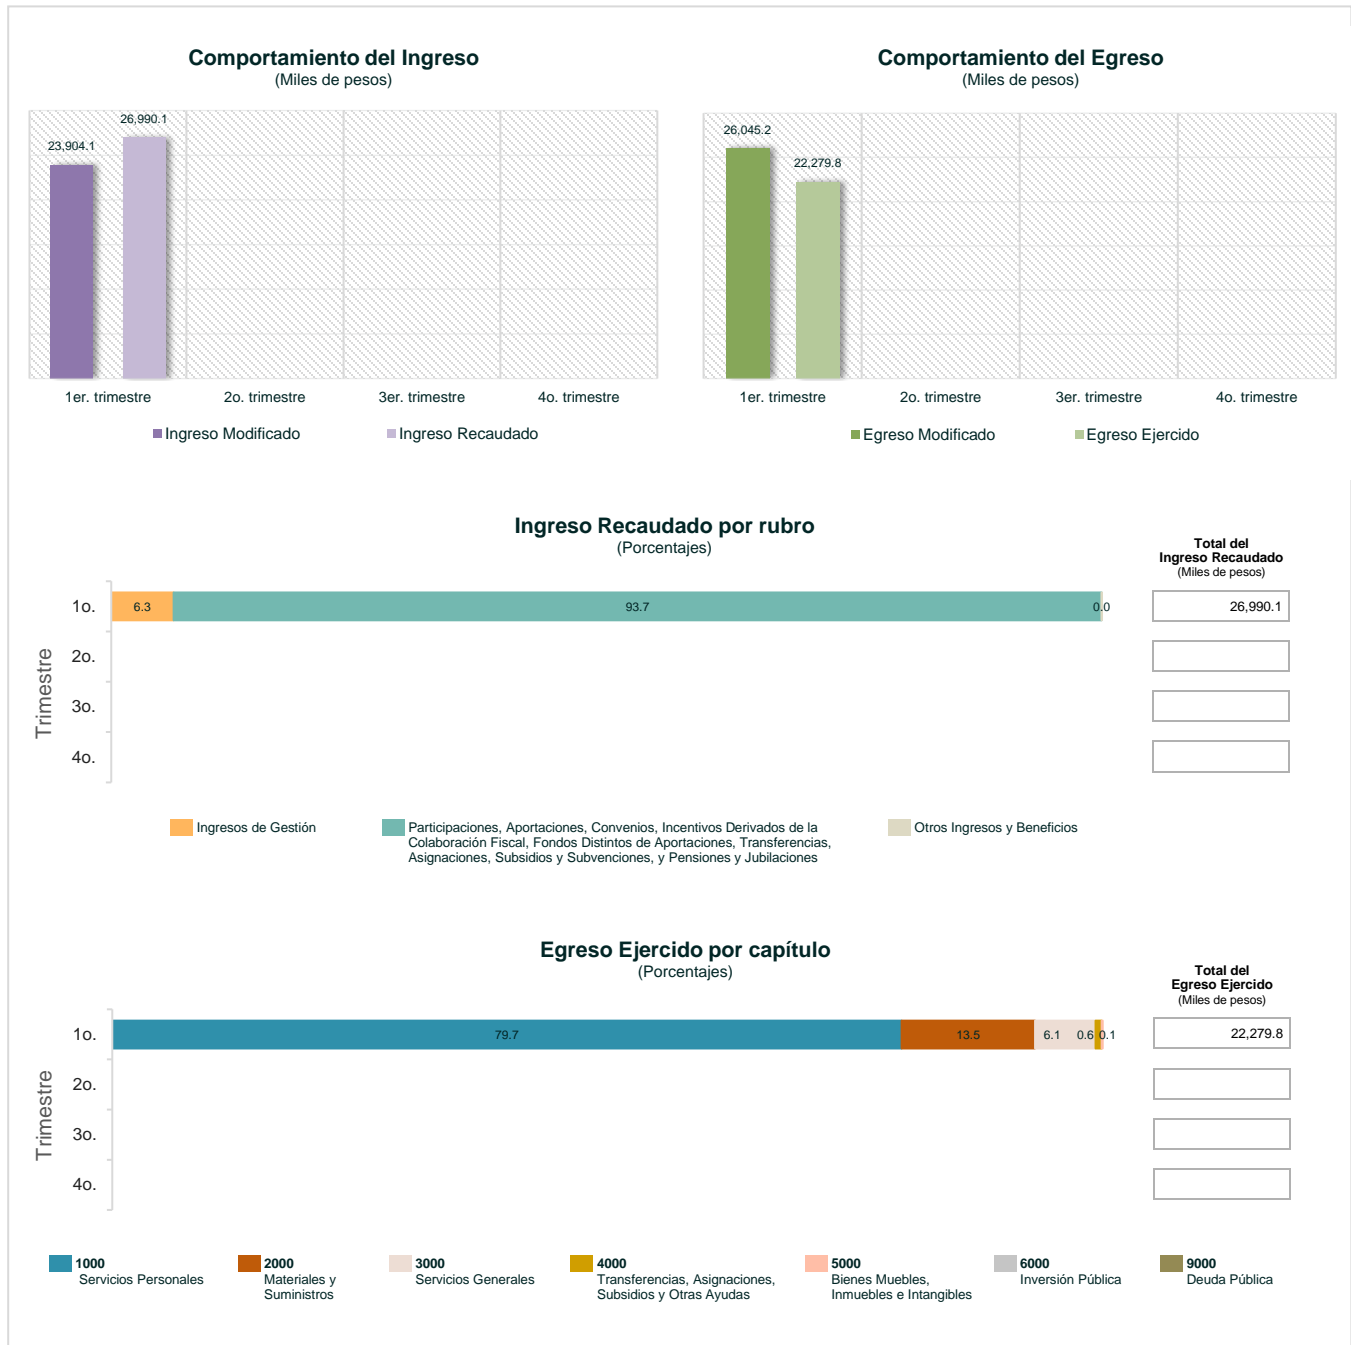 Comportamiento del Ingreso
(Miles de pesos)
23,904.1
26,990.1
1er. trimestre
2o. trimestre
3er. trimestre
4o. trimestre
Ingreso Modificado
Ingreso Recaudado
Comportamiento del Egreso
(Miles de pesos)
26,045.2
22,279.8
1er. trimestre
2o. trimestre
3er. trimestre
4o. trimestre
Egreso Modificado
Egreso Ejercido
Ingreso Recaudado por rubro
(Porcentajes)
Total del
Ingreso Recaudado
(Miles de pesos)
Trimestre
1o.
6.3
93.7
0.0
26,990.1
2o.
3o.
4o.
Ingresos de Gestión
Participaciones, Aportaciones, Convenios, Incentivos Derivados de la
Colaboración Fiscal, Fondos Distintos de Aportaciones, Transferencias,
Asignaciones, Subsidios y Subvenciones, y Pensiones y Jubilaciones
Otros Ingresos y Beneficios
Egreso Ejercido por capítulo
(Porcentajes)
Total del
Egreso Ejercido
(Miles de pesos)
Trimestre
1o.
79.7
13.5
6.1
0.6
0.1
22,279.8
2o.
3o.
4o.
1000
Servicios Personales
2000
Materiales y
Suministros
3000
Servicios Generales
4000
Transferencias, Asignaciones,
Subsidios y Otras Ayudas
5000
Bienes Muebles,
Inmuebles e Intangibles
6000
Inversión Pública
9000
Deuda Pública